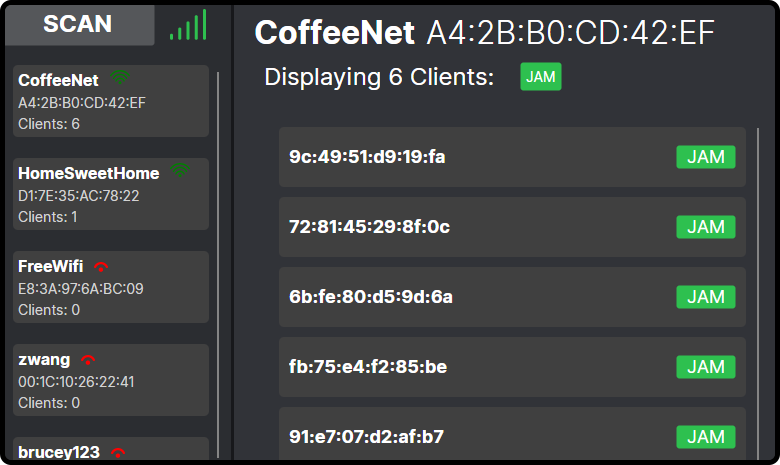 SCAN
CoffeeNet
A4:2B:B0:CD:42:EF
Clients: 6
HomeSweetHome
D1:7E:35:AC:78:22
Clients: 1
FreeWifi
E8:3A:97:6A:BC:09
Clients: 0
zwang
00:1C:10:26:22:41
Clients: 0
brucey123
CoffeeNet A4:2B:B0:CD:42:EF
Displaying 6 Clients: JAM
9c:49:51:d9:19:fa JAM
72:81:45:29:8f:0c JAM
6b:fe:80:d5:9d:6a JAM
fb:75:e4:f2:85:be JAM
91:e7:07:d2:af:b7 JAM